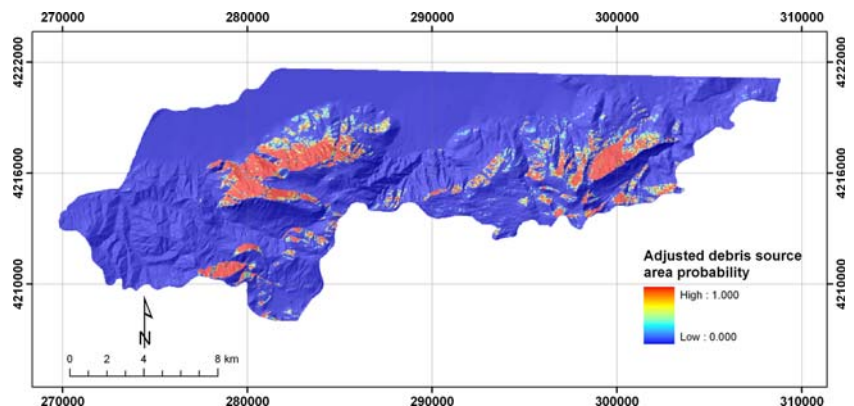 270000 280000 290000 300000 310000
4222000 4222000
4216000 4216000
4210000 4210000
Adjusted debris source
area probability
High : 1.000
Low : 0.000
N
0 2 4 8 km
270000 280000 290000 300000 310000